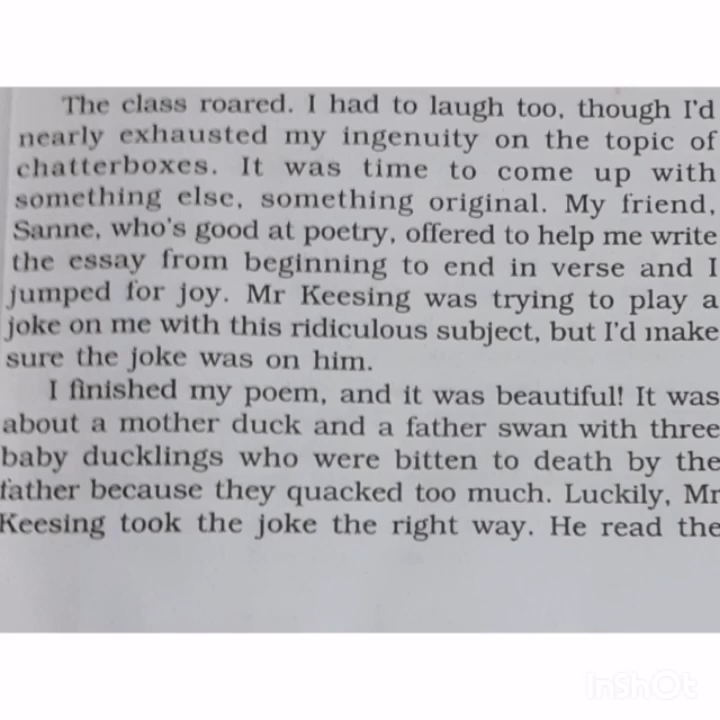 The class roared. I had to laugh too, though I'd
nearly exhausted my ingenuity on the topic of
chatterboxes. It was time to come up with
something else, something original. My friend,
Sanne, who's good at poetry, offered to help me write
the essay from beginning to end in verse and I
jumped for joy. Mr Keesing was trying to play a
joke on me with this ridiculous subject, but I'd make
sure the joke was on him.
I finished my poem, and it was beautiful! It was
about a mother duck and a father swan with three
baby ducklings who were bitten to death by the
father because they quacked too much. Luckily, Mr
Keesing took the joke the right way. He read the
InShOt